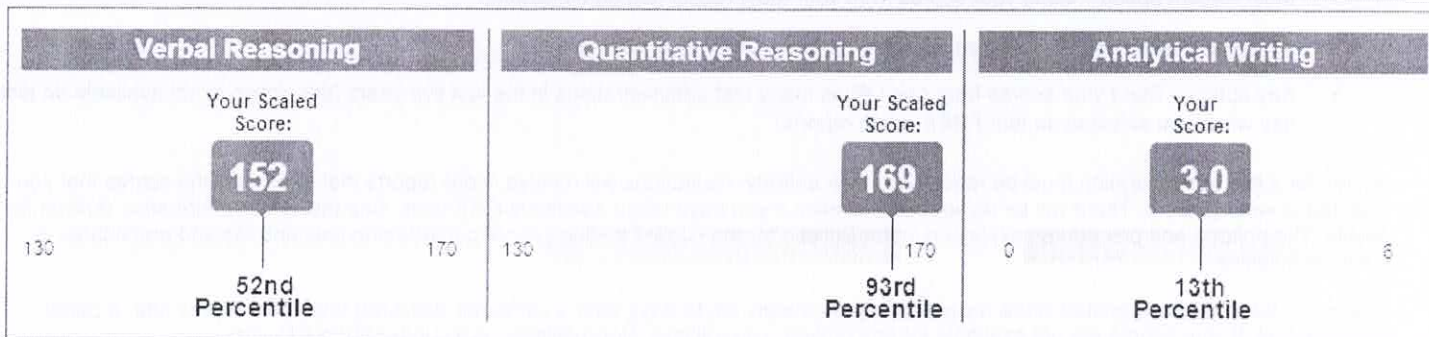 Verbal Reasoning
Your Scaled
Score:
152
130
170
52nd
Percentile
Quantitative Reasoning
Your Scaled
Score:
169
130
170
93rd
Percentile
Analytical Writing
Your
Score:
3.0
0
6
13th
Percentile